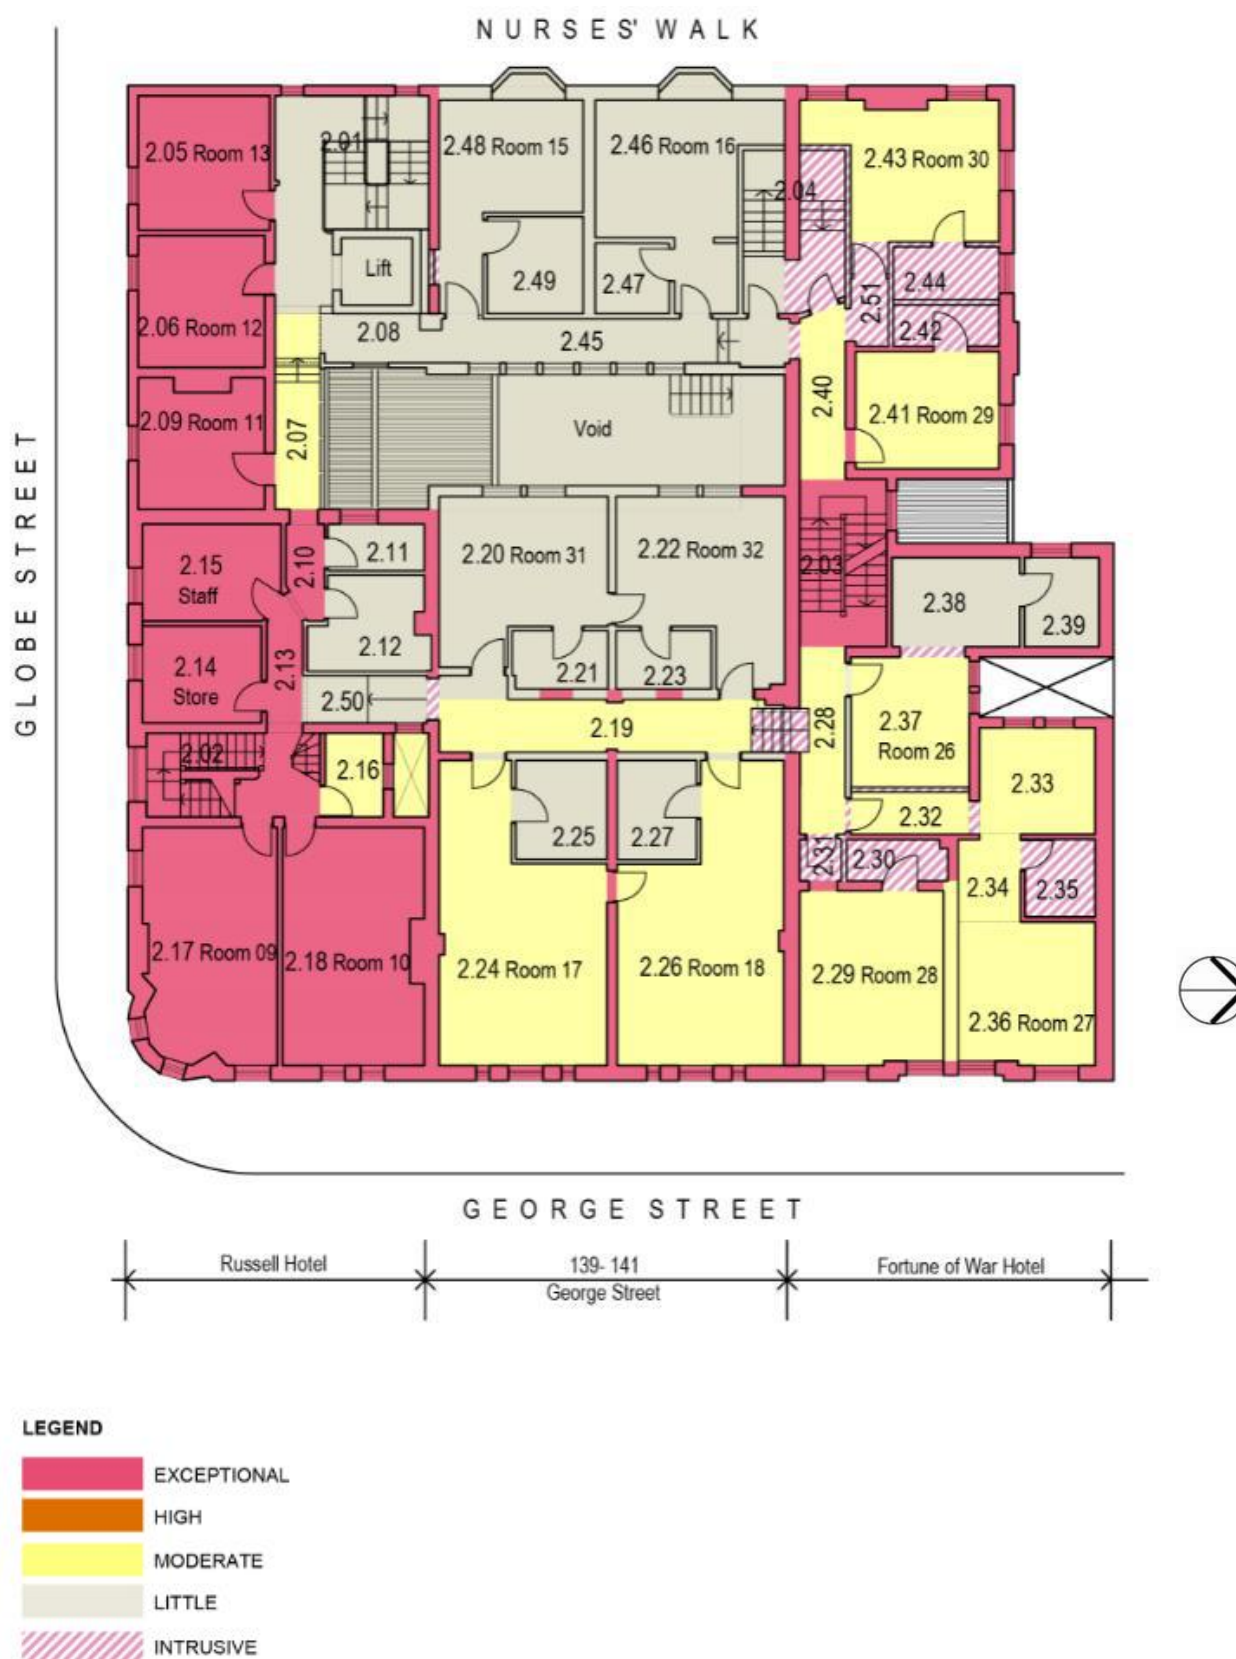 NURSES' WALK
2.05 Room 13
2.01
2.48 Room 15
2.46 Room 16
2.04
2.43 Room 30
Lift
2.49
2.47
2.51
2.44
2.06 Room 12
2.08
2.45
2.42
2.09 Room 11
2.07
Void
2.40
2.41 Room 29
GLOBE STREET
2.15
Staff
2.10
2.11
2.20 Room 31
2.22 Room 32
2.03
2.38
2.39
2.12
2.14
Store
2.13
2.21
2.23
2.50
2.19
2.28
2.37
Room 26
2.02
2.16
2.33
2.25
2.27
2.32
2.31
2.30
2.34
2.35
2.17 Room 09
2.18 Room 10
2.24 Room 17
2.26 Room 18
2.29 Room 28
2.36 Room 27
GEORGE STREET
Russell Hotel
139- 141
George Street
Fortune of War Hotel
LEGEND
EXCEPTIONAL
HIGH
MODERATE
LITTLE
INTRUSIVE